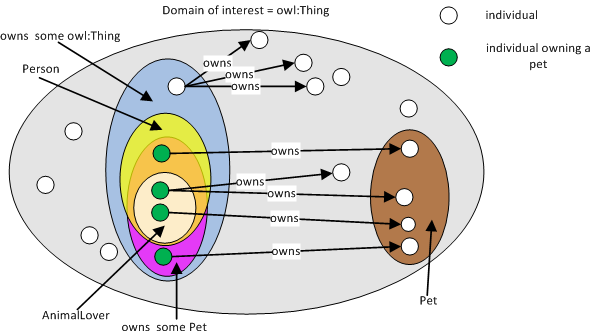 Domain of interest = owl:Thing
individual
individual owning a
pet
owns  some owl:Thing
Person
owns
owns
owns
owns
owns
owns
owns
owns
AnimalLover
owns  some Pet
Pet